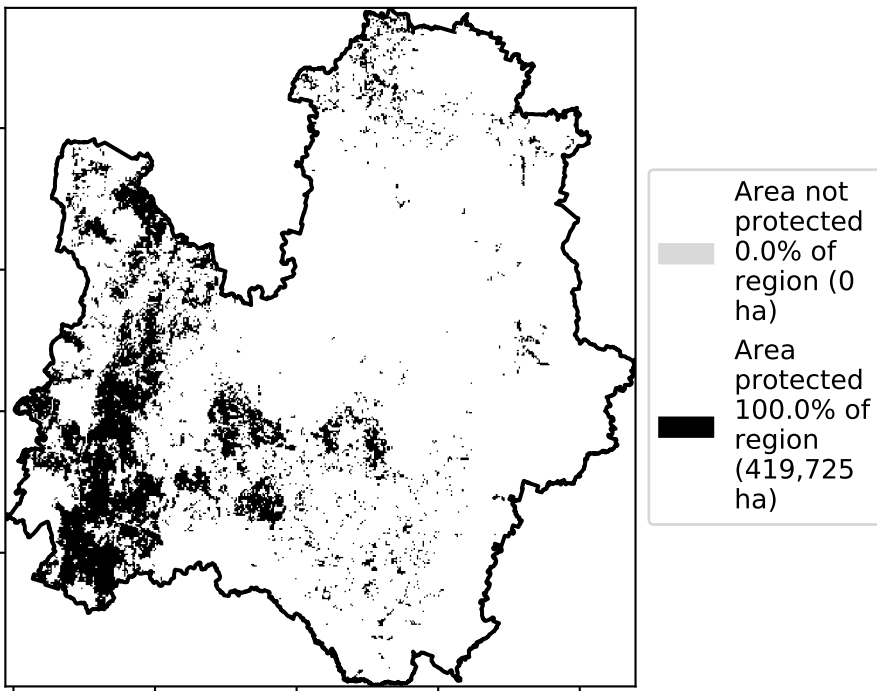 Area not
protected
0.0% of
region (0
ha)
Area
protected
100.0% of
region
(419,725
ha)